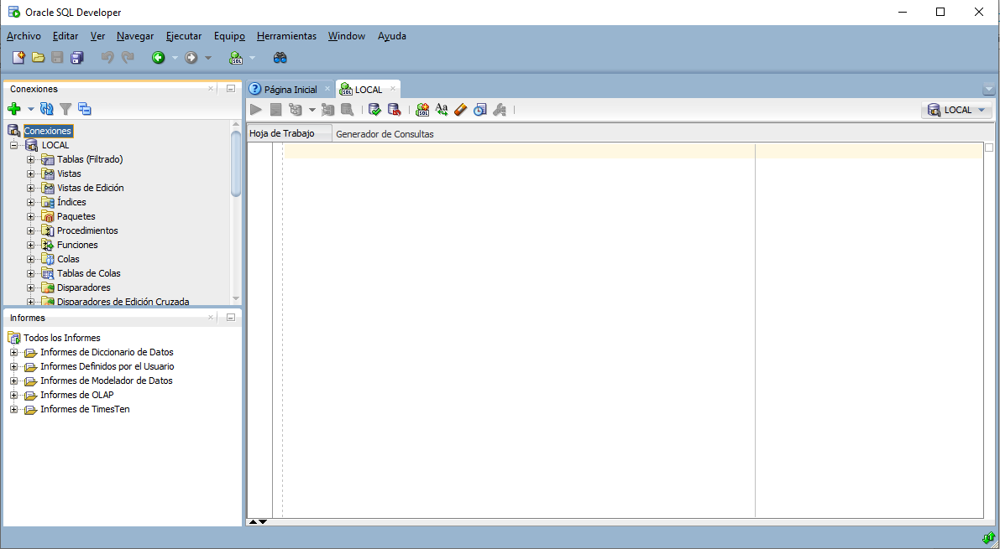 Oracle SQL Developer
Archivo Editar Ver Navegar Ejecutar Equipo Herramientas Window Ayuda
SQL
Conexiones
Página Inicial
LOCAL
LOCAL
Conexiones
LOCAL
Tablas (Filtrado)
Vistas
Vistas de Edición
Índices
Paquetes
Procedimientos
Funciones
Colas
Tablas de Colas
Disparadores
Disparadores de Edición Cruzada
Hoja de Trabajo
Generador de Consultas
Informes
Todos los Informes
Informes de Diccionario de Datos
Informes Definidos por el Usuario
Informes de Modelador de Datos
Informes de OLAP
Informes de TimesTen